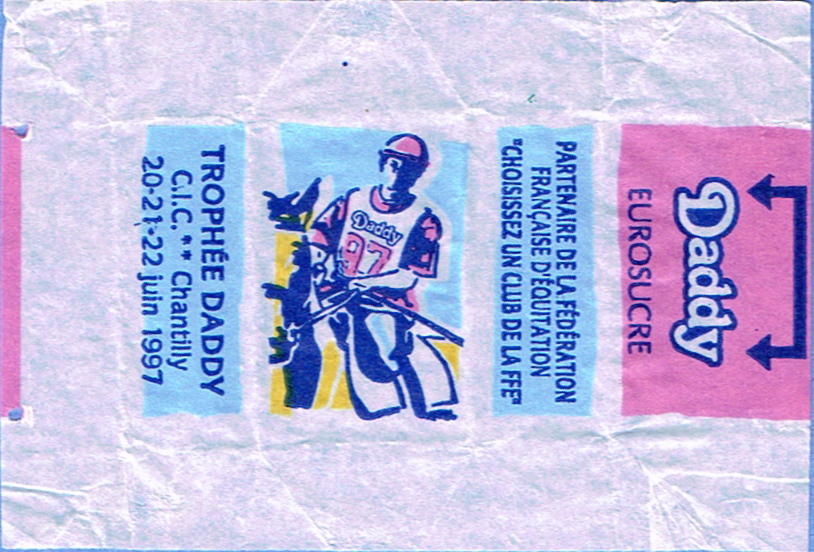 TROPHÉE DADDY
C.I.C. ** Chantilly
20-21-22 juin 1997
Daddy
97
PARTENAIRE DE LA FÉDÉRATION
FRANÇAISE D'ÉQUITATION
"CHOISISSEZ UN CLUB DE LA FFE"
Daddy
EUROSUCRE